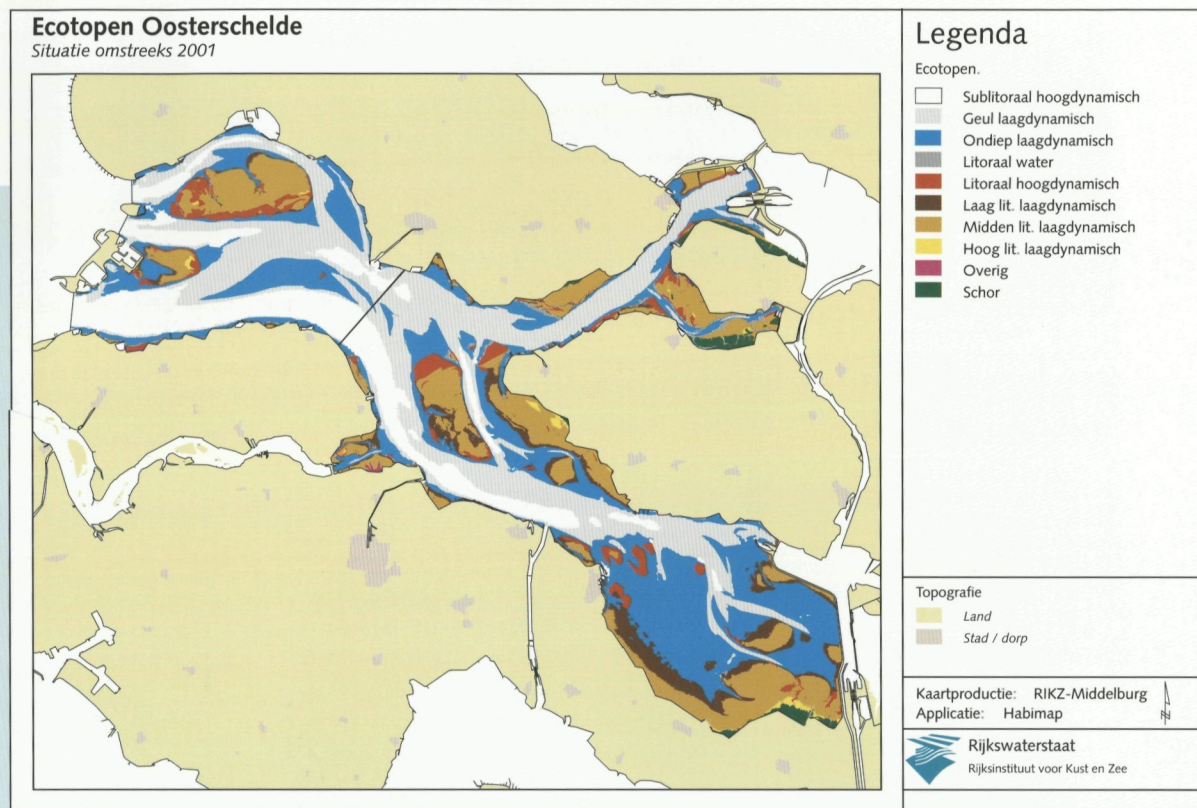 Ecotopen Oosterschelde
Situatie omstreeks 2001
Legenda
Ecotopen.
Sublitoraal hoogdynamisch
Geul laagdynamisch
Ondiep laagdynamisch
Litoraal water
Litoraal hoogdynamisch
Laag lit. laagdynamisch
Midden lit. laagdynamisch
Hoog lit. laagdynamisch
Overig
Schor
Topografie
Land
Stad / dorp
Kaartproductie: RIKZ-Middelburg
Applicatie: Habimap
N
Rijkswaterstaat
Rijksinstituut voor Kust en Zee